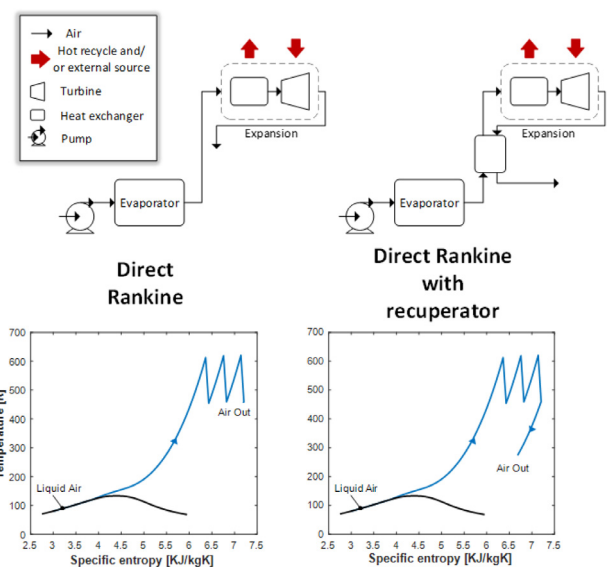 Air
Hot recycle and/
or external source
Turbine
Heat exchanger
Pump
Expansion
Evaporator
Direct
Rankine
Expansion
Evaporator
Direct Rankine
with
recuperator
700
600
500
400
300
200
100
0
Air Out
Liquid Air
2.5 3 3.5 4 4.5 5 5.5 6 6.5 7 7.5
Specific entropy [KJ/kgK]
Temperature [K]
700
600
500
400
300
200
100
0
Air Out
Liquid Air
2.5 3 3.5 4 4.5 5 5.5 6 6.5 7 7.5
Specific entropy [KJ/kgK]